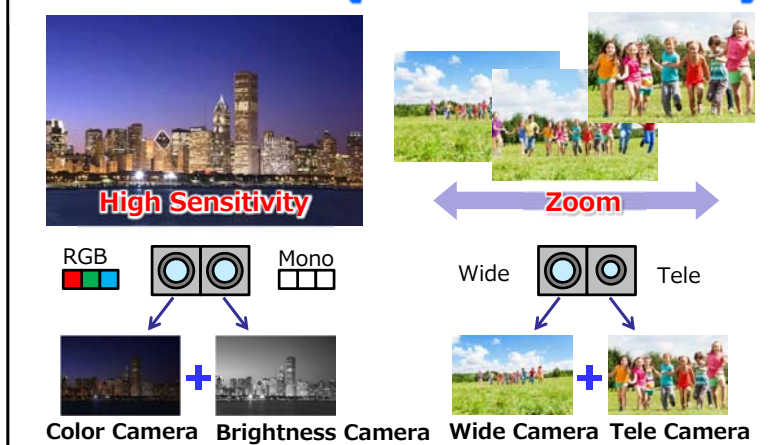 High Sensitivity
Zoom
RGB
Mono
Wide
Tele
Color Camera
Brightness Camera
Wide Camera
Tele Camera